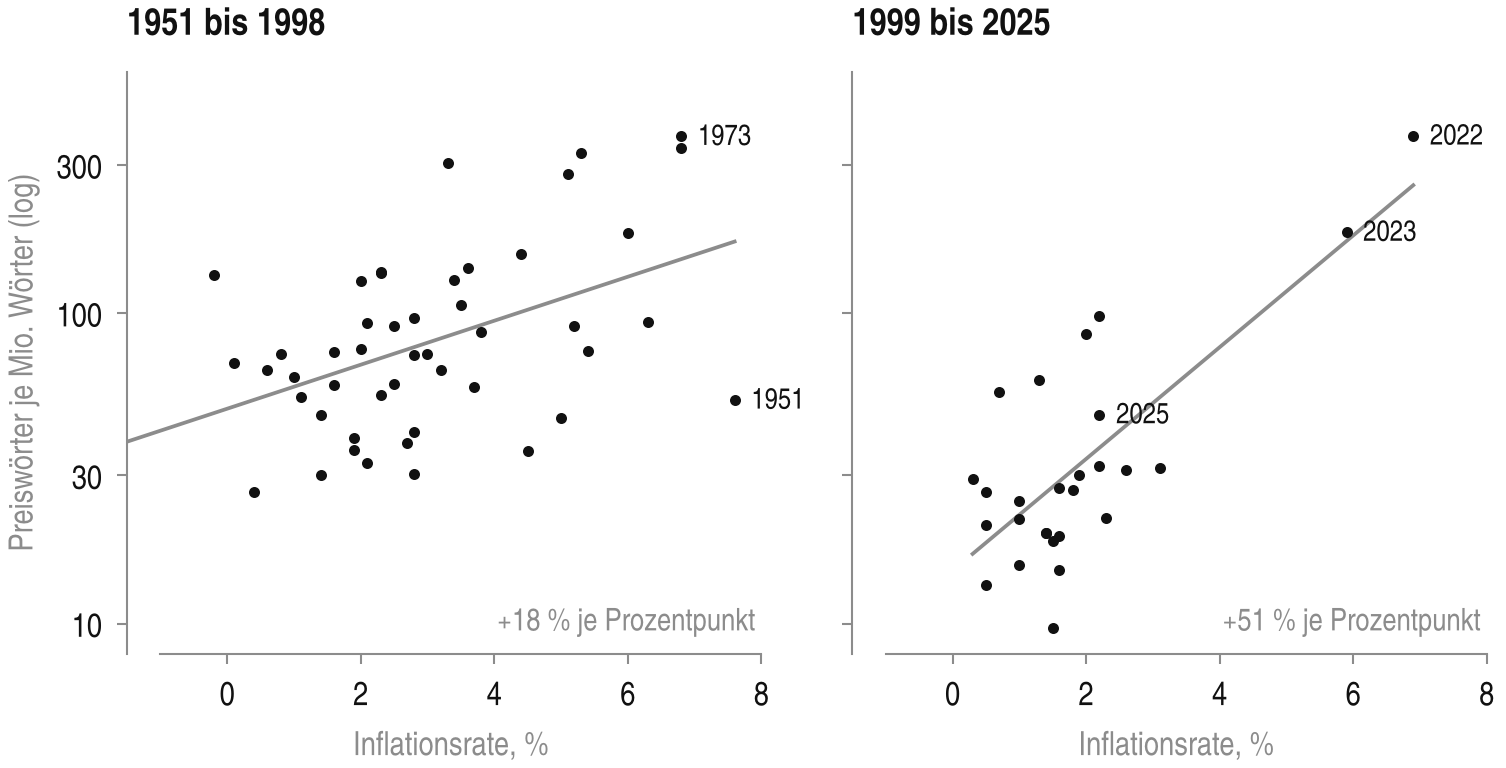 1951 bis 1998
1999 bis 2025
Preiswörter je Mio. Wörter (log)
300
100
30
10
1973
1951
+18 % je Prozentpunkt
0 2 4 6 8
Inflationsrate, %
2022
2023
2025
+51 % je Prozentpunkt
0 2 4 6 8
Inflationsrate, %